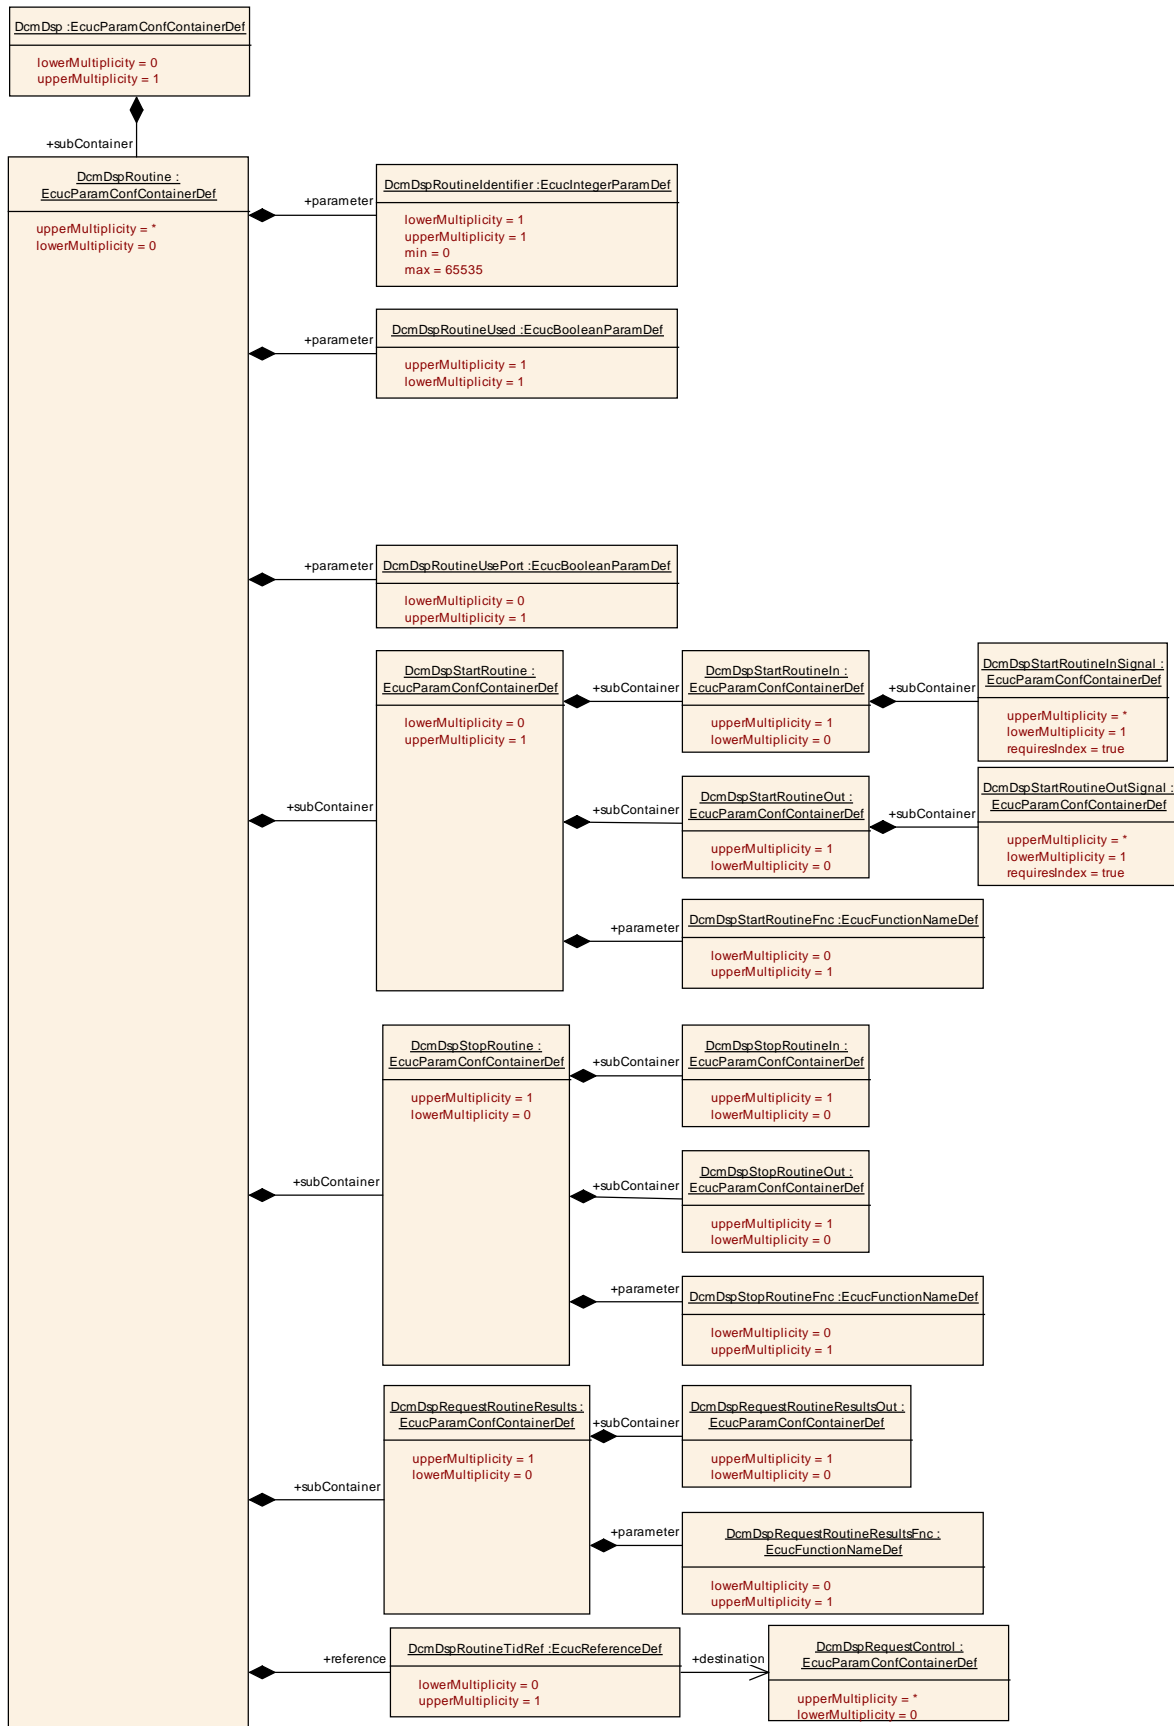 DcmDsp :EcucParamConfContainerDef
lowerMultiplicity = 0
upperMultiplicity = 1
+subContainer
DcmDspRoutine :
EcucParamConfContainerDef
upperMultiplicity = *
lowerMultiplicity = 0
+parameter
DcmDspRoutineIdentifier :EcucIntegerParamDef
lowerMultiplicity = 1
upperMultiplicity = 1
min = 0
max = 65535
+parameter
DcmDspRoutineUsed :EcucBooleanParamDef
upperMultiplicity = 1
lowerMultiplicity = 1
+parameter
DcmDspRoutineUsePort :EcucBooleanParamDef
lowerMultiplicity = 0
upperMultiplicity = 1
+subContainer
DcmDspStartRoutine :
EcucParamConfContainerDef
lowerMultiplicity = 0
upperMultiplicity = 1
+subContainer
DcmDspStartRoutineIn :
EcucParamConfContainerDef
upperMultiplicity = 1
lowerMultiplicity = 0
+subContainer
DcmDspStartRoutineInSignal :
EcucParamConfContainerDef
upperMultiplicity = *
lowerMultiplicity = 1
requiresIndex = true
+subContainer
DcmDspStartRoutineOut :
EcucParamConfContainerDef
upperMultiplicity = 1
lowerMultiplicity = 0
+subContainer
DcmDspStartRoutineOutSignal :
EcucParamConfContainerDef
upperMultiplicity = *
lowerMultiplicity = 1
requiresIndex = true
+parameter
DcmDspStartRoutineFnc :EcucFunctionNameDef
lowerMultiplicity = 0
upperMultiplicity = 1
+subContainer
DcmDspStopRoutine :
EcucParamConfContainerDef
upperMultiplicity = 1
lowerMultiplicity = 0
+subContainer
DcmDspStopRoutineIn :
EcucParamConfContainerDef
upperMultiplicity = 1
lowerMultiplicity = 0
+subContainer
DcmDspStopRoutineOut :
EcucParamConfContainerDef
upperMultiplicity = 1
lowerMultiplicity = 0
+parameter
DcmDspStopRoutineFnc :EcucFunctionNameDef
lowerMultiplicity = 0
upperMultiplicity = 1
+subContainer
DcmDspRequestRoutineResults :
EcucParamConfContainerDef
upperMultiplicity = 1
lowerMultiplicity = 0
+subContainer
DcmDspRequestRoutineResultsOut :
EcucParamConfContainerDef
upperMultiplicity = 1
lowerMultiplicity = 0
+parameter
DcmDspRequestRoutineResultsFnc :
EcucFunctionNameDef
lowerMultiplicity = 0
upperMultiplicity = 1
+reference
DcmDspRoutineTidRef :EcucReferenceDef
lowerMultiplicity = 0
upperMultiplicity = 1
+destination
DcmDspRequestControl :
EcucParamConfContainerDef
upperMultiplicity = *
lowerMultiplicity = 0